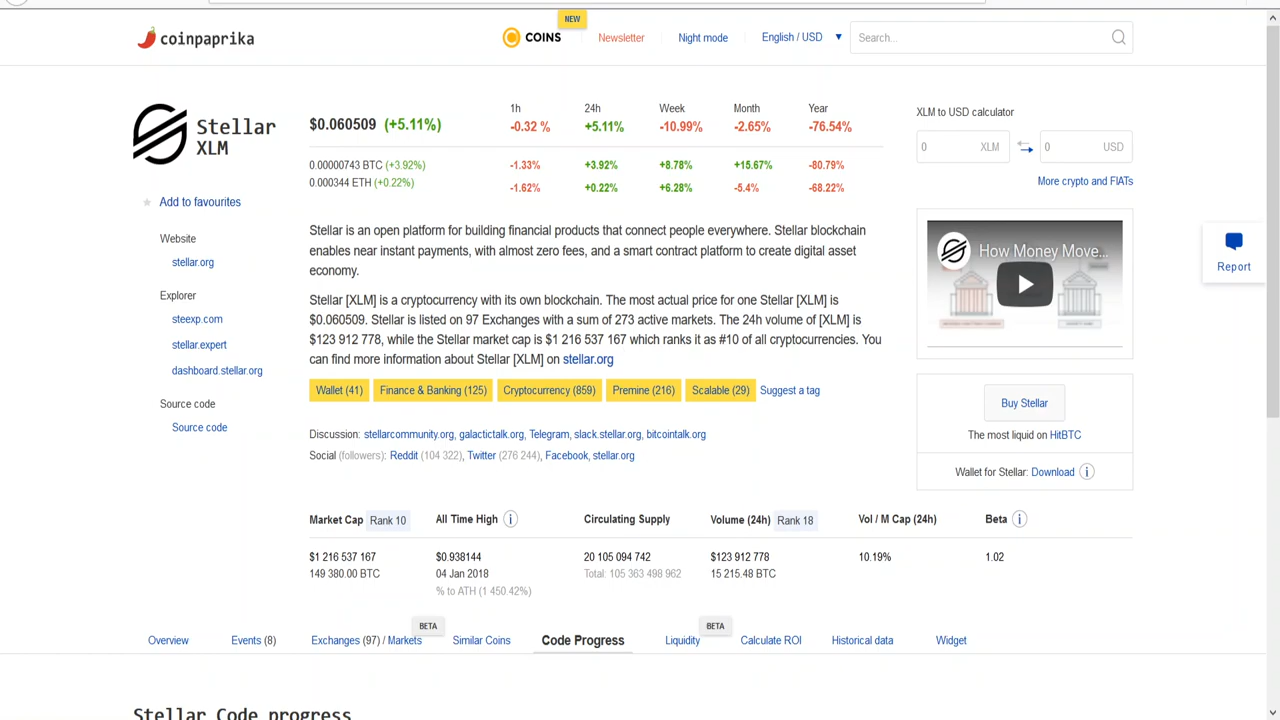 NEW
coinpaprika
COINS
Newsletter
Night mode
English / USD
Search...
Stellar
XLM
$0.060509 (+5.11%)
0.00000743 BTC (+3.92%)
0.000344 ETH (+0.22%)
1h 24h Week Month Year
-0.32 % +5.11% -10.99% -2.65% -76.54%
-1.33% +3.92% +8.78% +15.67% -80.79%
-1.62% +0.22% +6.28% -5.4% -68.22%
XLM to USD calculator
0 XLM 0 USD
More crypto and FIATs
Add to favourites
Website
stellar.org
Explorer
steexp.com
stellar.expert
dashboard.stellar.org
Source code
Source code
Stellar is an open platform for building financial products that connect people everywhere. Stellar blockchain
enables near instant payments, with almost zero fees, and a smart contract platform to create digital asset
economy.
Stellar [XLM] is a cryptocurrency with its own blockchain. The most actual price for one Stellar [XLM] is
$0.060509. Stellar is listed on 97 Exchanges with a sum of 273 active markets. The 24h volume of [XLM] is
$123 912 778, while the Stellar market cap is $1 216 537 167 which ranks it as #10 of all cryptocurrencies. You
can find more information about Stellar [XLM] on stellar.org
Wallet (41) Finance & Banking (125) Cryptocurrency (859) Premine (216) Scalable (29) Suggest a tag
Discussion: stellarcommunity.org, galactictalk.org, Telegram, slack.stellar.org, bitcointalk.org
Social (followers): Reddit (104 322), Twitter (276 244), Facebook, stellar.org
How Money Move...
Report
Buy Stellar
The most liquid on HitBTC
Wallet for Stellar: Download i
Market Cap Rank 10 All Time High i Circulating Supply Volume (24h) Rank 18 Vol / M Cap (24h) Beta i
$1 216 537 167 $0.938144 20 105 094 742 $123 912 778 10.19% 1.02
149 380.00 BTC 04 Jan 2018 Total: 105 363 498 962 15 215.48 BTC
% to ATH (1 450.42%)
BETA BETA
Overview Events (8) Exchanges (97) / Markets Similar Coins Code Progress Liquidity Calculate ROI Historical data Widget
Stellar Code progress